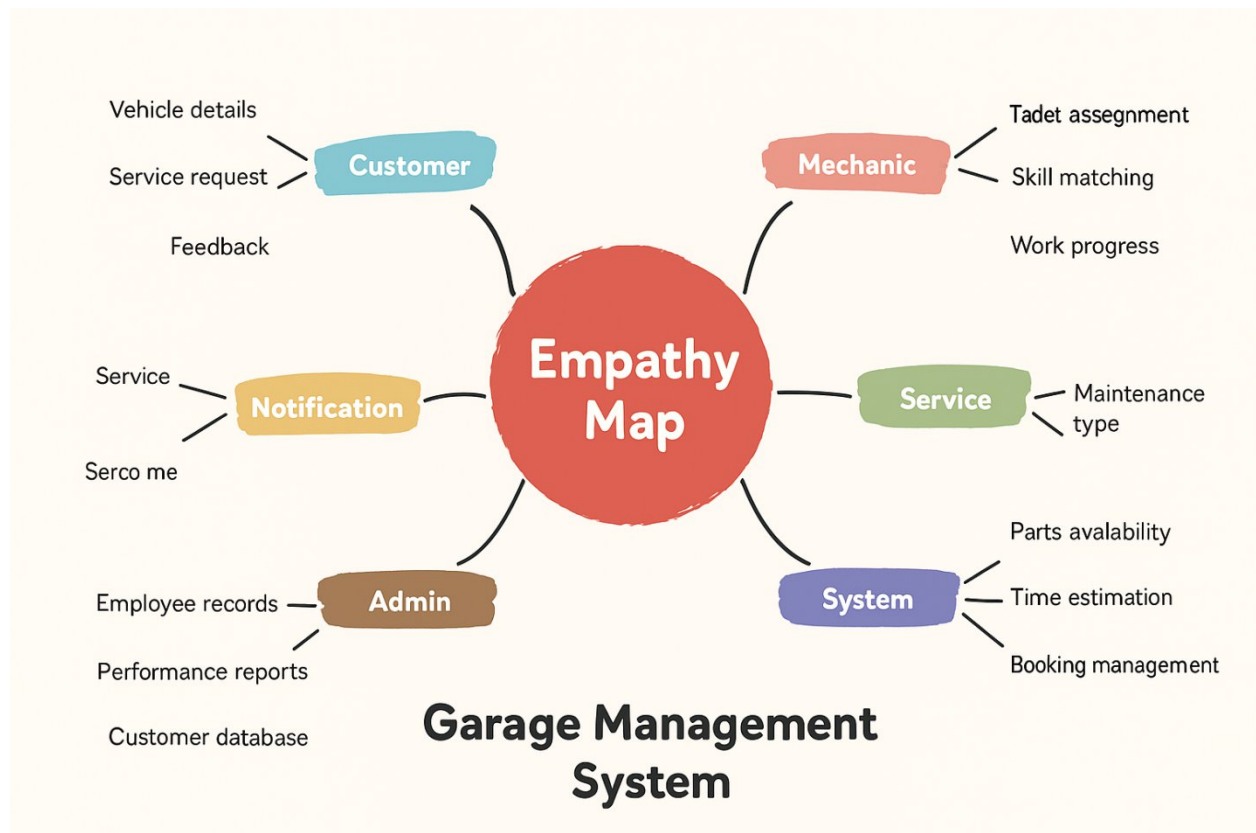 Vehicle details
Service request
Feedback
Customer
Mechanic
Tadet assegnment
Skill matching
Work progress
Empathy
Map
Service
Serco me
Notification
Service
Maintenance
type
Employee records
Performance reports
Customer database
Admin
System
Parts avalability
Time estimation
Booking management
Garage Management
System